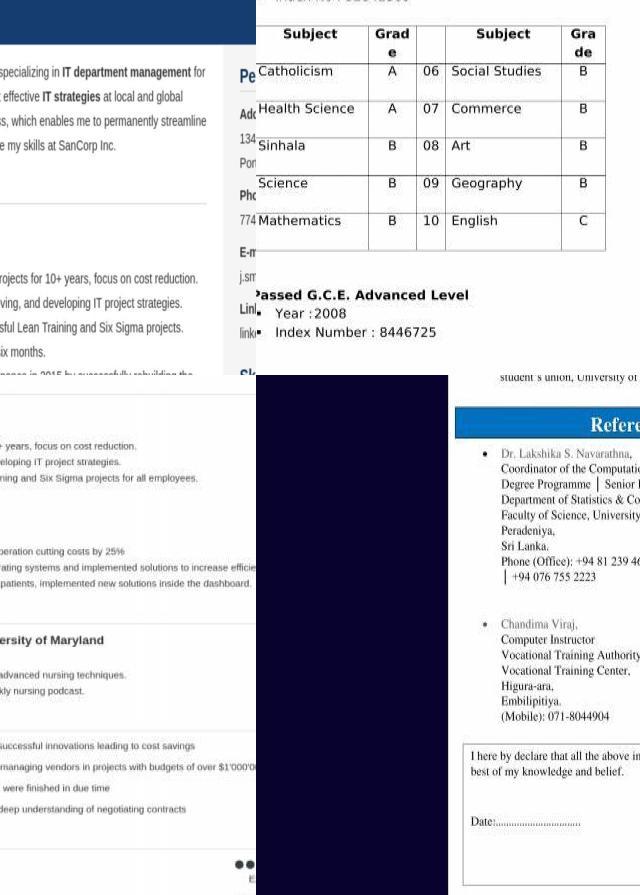 specializing in IT department management for
effective IT strategies at local and global
which enables me to permanently streamline
e my skills at SanCorp Inc.
rojects for 10+ years, focus on cost reduction.
ving, and developing IT project strategies.
sful Lean Training and Six Sigma projects.
ix months.
Pe
Adc
134
Por
Phc
774
E-m
j.sm
Link
linke
Subject Grade Subject Grade
Catholicism A 06 Social Studies B
Health Science A 07 Commerce B
Sinhala B 08 Art B
Science B 09 Geography B
Mathematics B 10 English C
Passed G.C.E. Advanced Level
Year :2008
Index Number : 8446725
years, focus on cost reduction.
eloping IT project strategies.
ning and Six Sigma projects for all employees.
peration cutting costs by 25%
rating systems and implemented solutions to increase efficie
patients, implemented new solutions inside the dashboard.
ersity of Maryland
advanced nursing techniques.
kly nursing podcast.
successful innovations leading to cost savings
managing vendors in projects with budgets of over $1'000'0
were finished in due time
deep understanding of negotiating contracts
student's union, University of
Refere
Dr. Lakshika S. Navarathna,
Coordinator of the Computatio
Degree Programme | Senior
Department of Statistics & Co
Faculty of Science, University
Peradeniya,
Sri Lanka.
Phone (Office): +94 81 239 46
| +94 076 755 2223
Chandima Viraj,
Computer Instructor
Vocational Training Authority
Vocational Training Center,
Higura-ara,
Embilipitiya.
(Mobile): 071-8044904
I here by declare that all the above in
best of my knowledge and belief.
Date:..............................